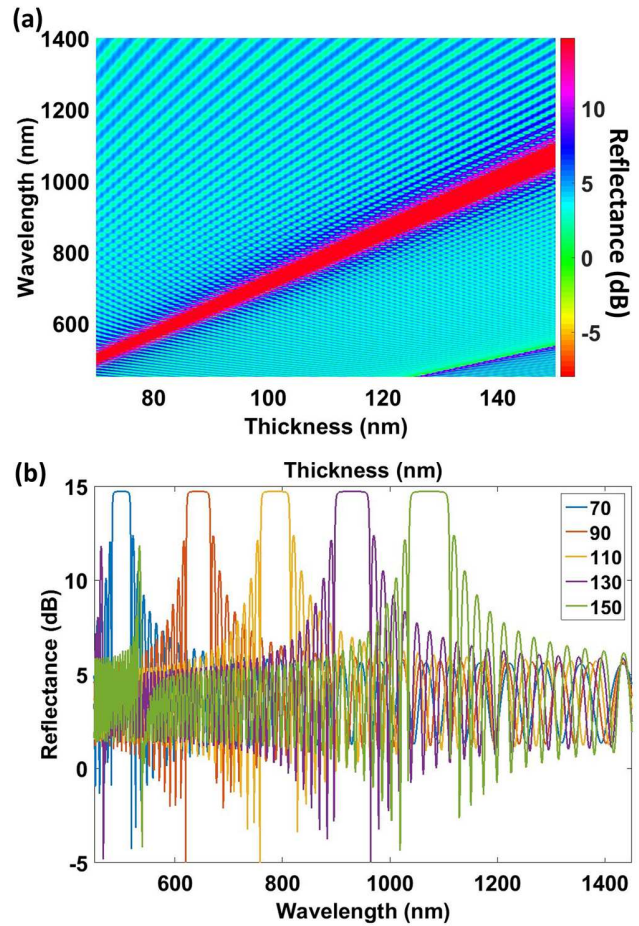 (a)
1400
1200
1000
800
600
Wavelength (nm)
80 100 120 140
Thickness (nm)
10
5
0
-5
Reflectance (dB)
(b)
Thickness (nm)
15
10
5
0
-5
Reflectance (dB)
70
90
110
130
150
600 800 1000 1200 1400
Wavelength (nm)